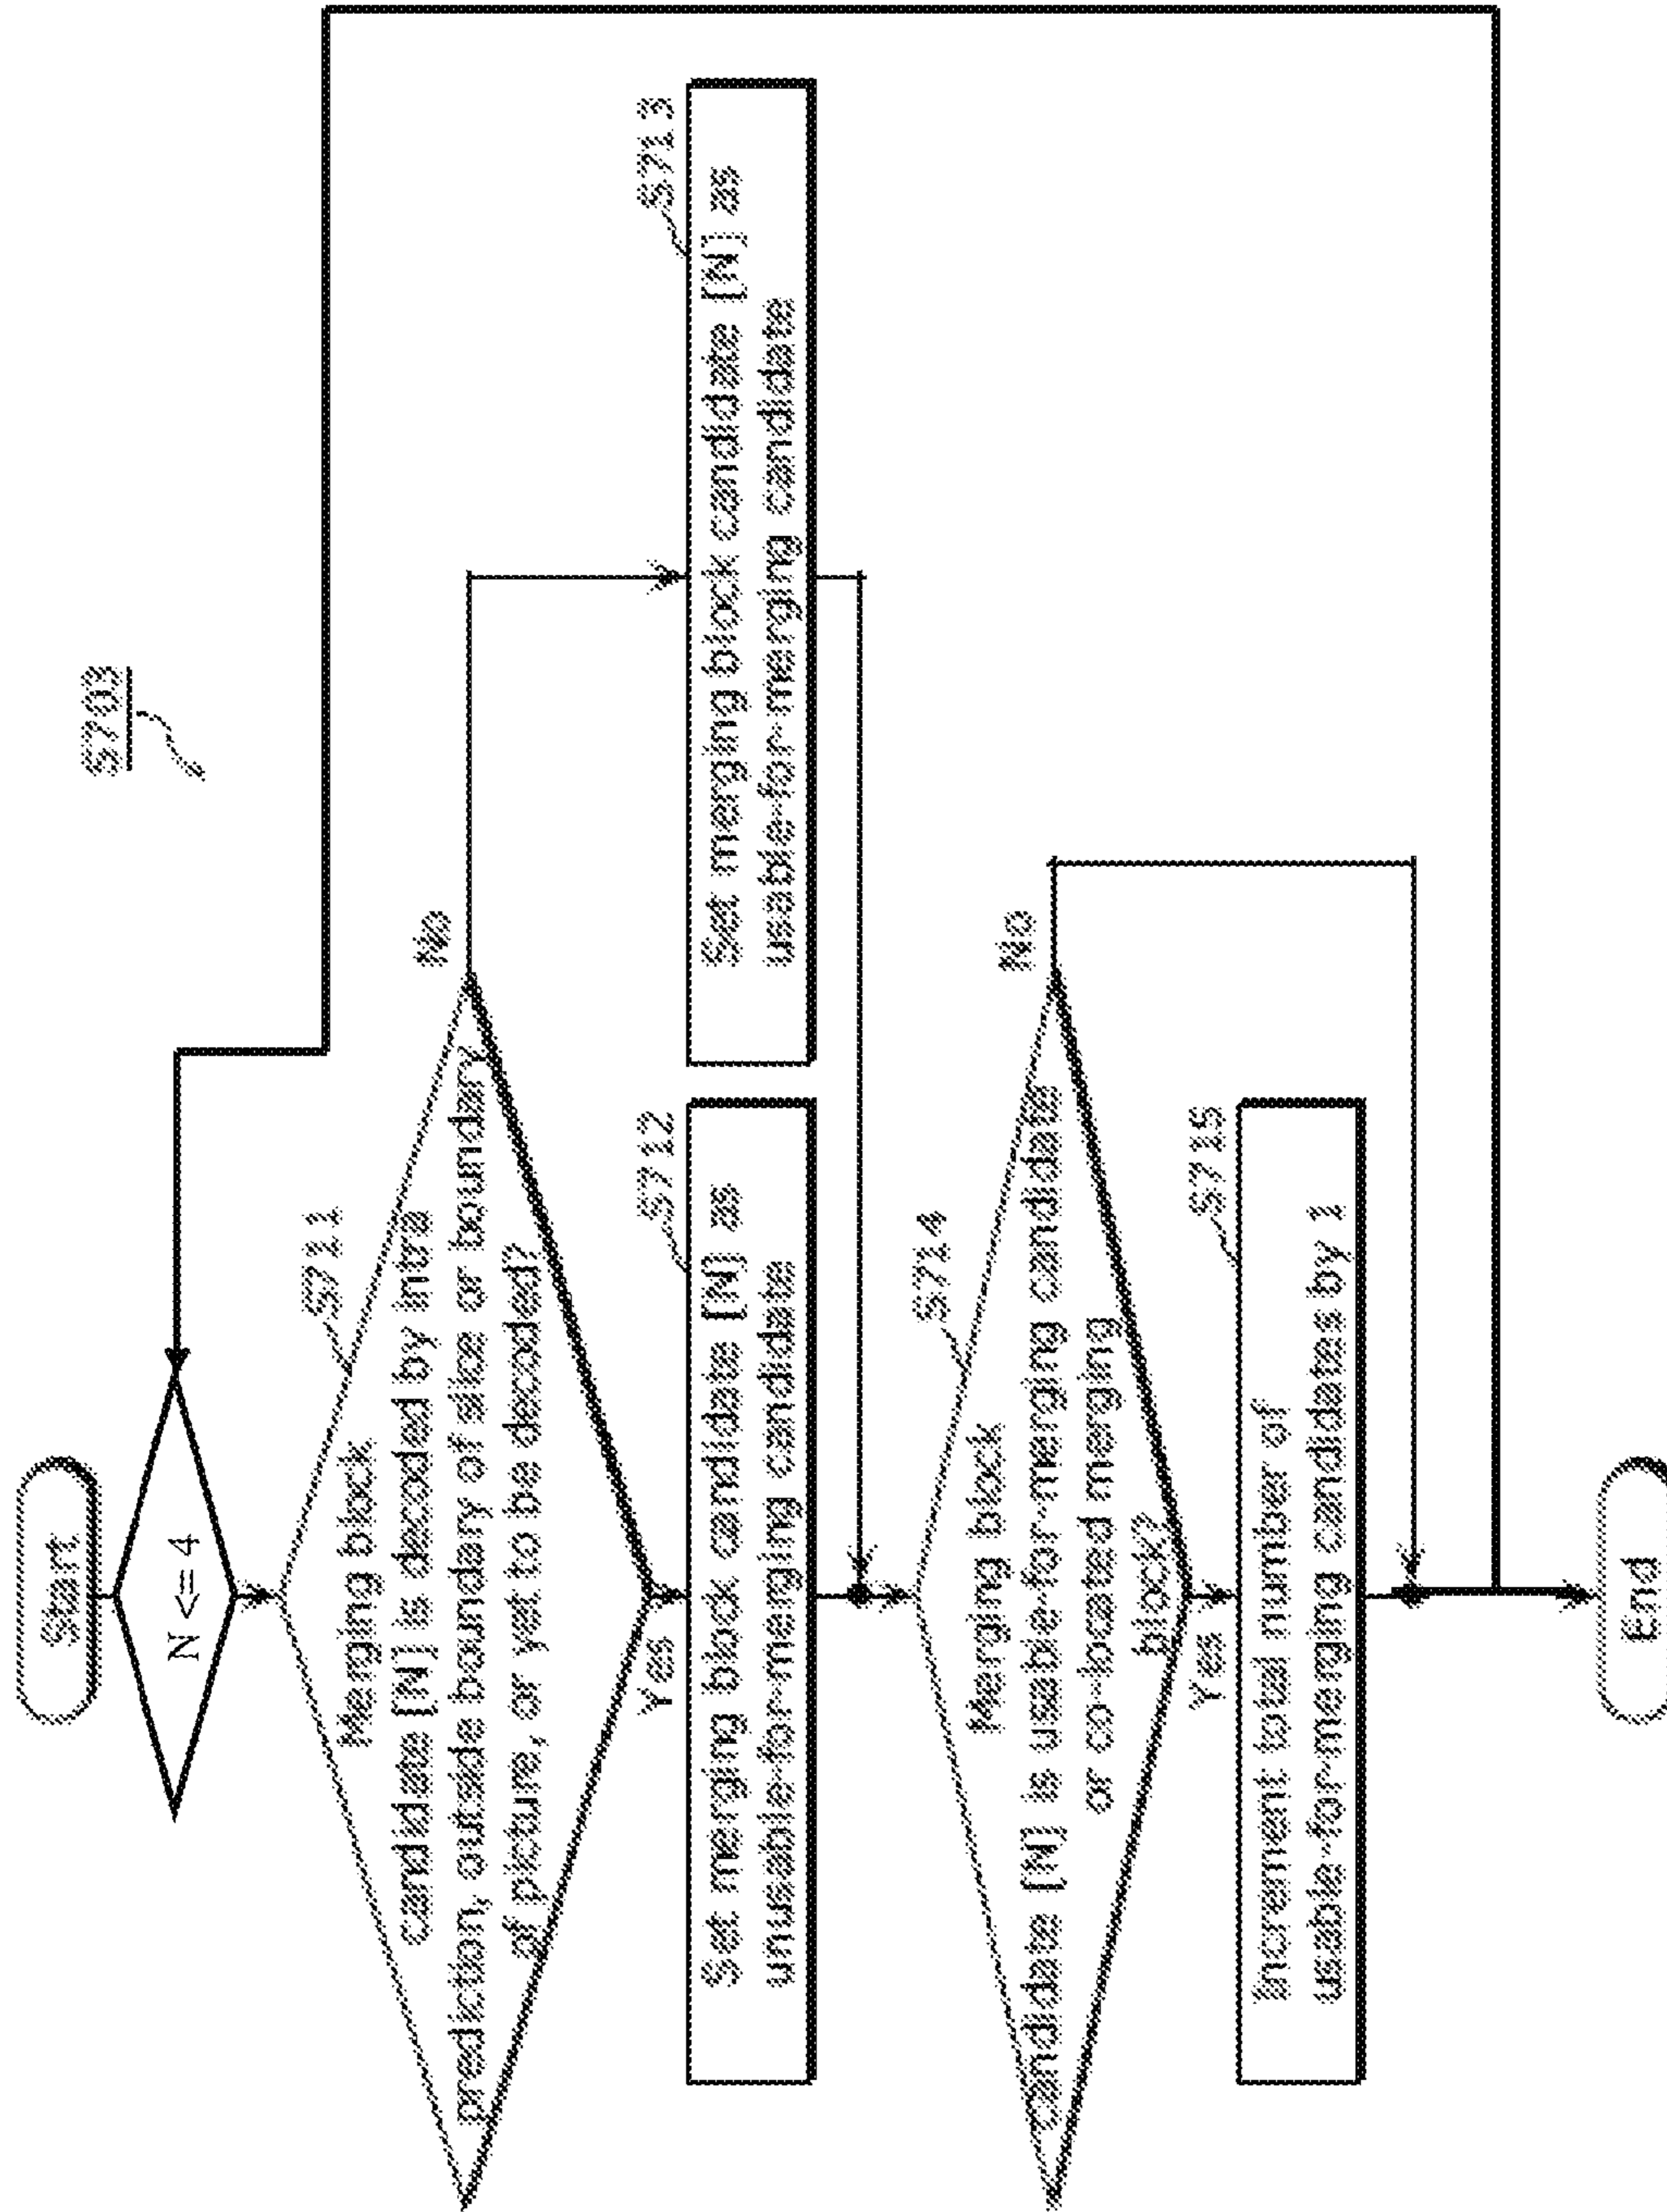 S703
Start
N <= 4
S711
Merging block
candidate [N] is decoded by intra
prediction, outside boundary of slice or boundary
of picture, or yet to be decoded?
No
Yes
S712
Set merging block candidate [N] as
unusable-for-merging candidate
S713
Set merging block candidate [N] as
usable-for-merging candidate
S714
Merging block
candidate [N] is usable-for-merging candidate
or co-located merging
block?
No
Yes
S715
Increment total number of
usable-for-merging candidates by 1
End